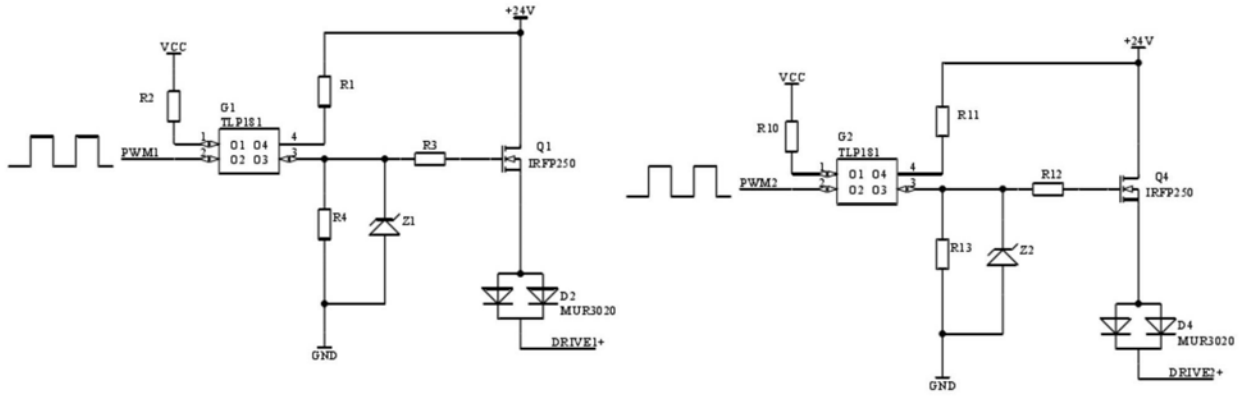 +24V
VCC
R1
R2
G1
TLP181
1 O1 O4 4
PWM1 2 O2 O3 3
R3
Q1
IRFP250
R4
Z1
D2
MUR3020
GND
DRIVE1+
+24V
VCC
R11
R10
G2
TLP181
1 O1 O4 4
PWM2 2 O2 O3 3
R12
Q4
IRFP250
R13
Z2
D4
MUR3020
GND
DRIVE2+